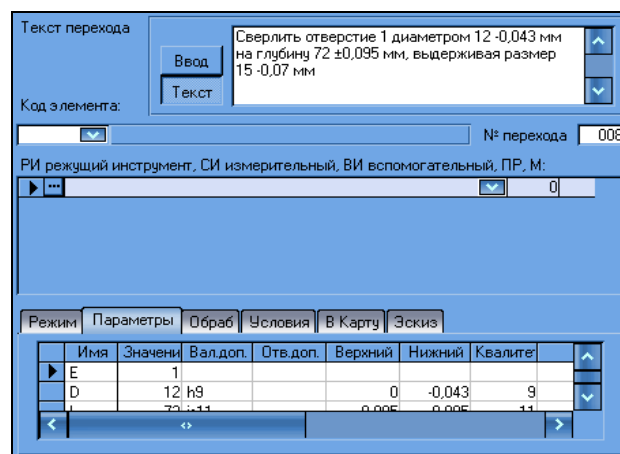 Текст перехода
Ввод
Текст
Сверлить отверстие 1 диаметром 12 -0,043 мм
на глубину 72 ±0,095 мм, выдерживая размер
15 -0,07 мм
Код элемента:
№ перехода 008
РИ режущий инструмент, СИ измерительный, ВИ вспомогательный, ПР, М:
0
Режим Параметры Обраб Условия В Карту Эскиз
Имя Значени Вал.доп. Отв.доп. Верхний Нижний Квалитет
E 1
D 12 h9 0 -0,043 9
72 11